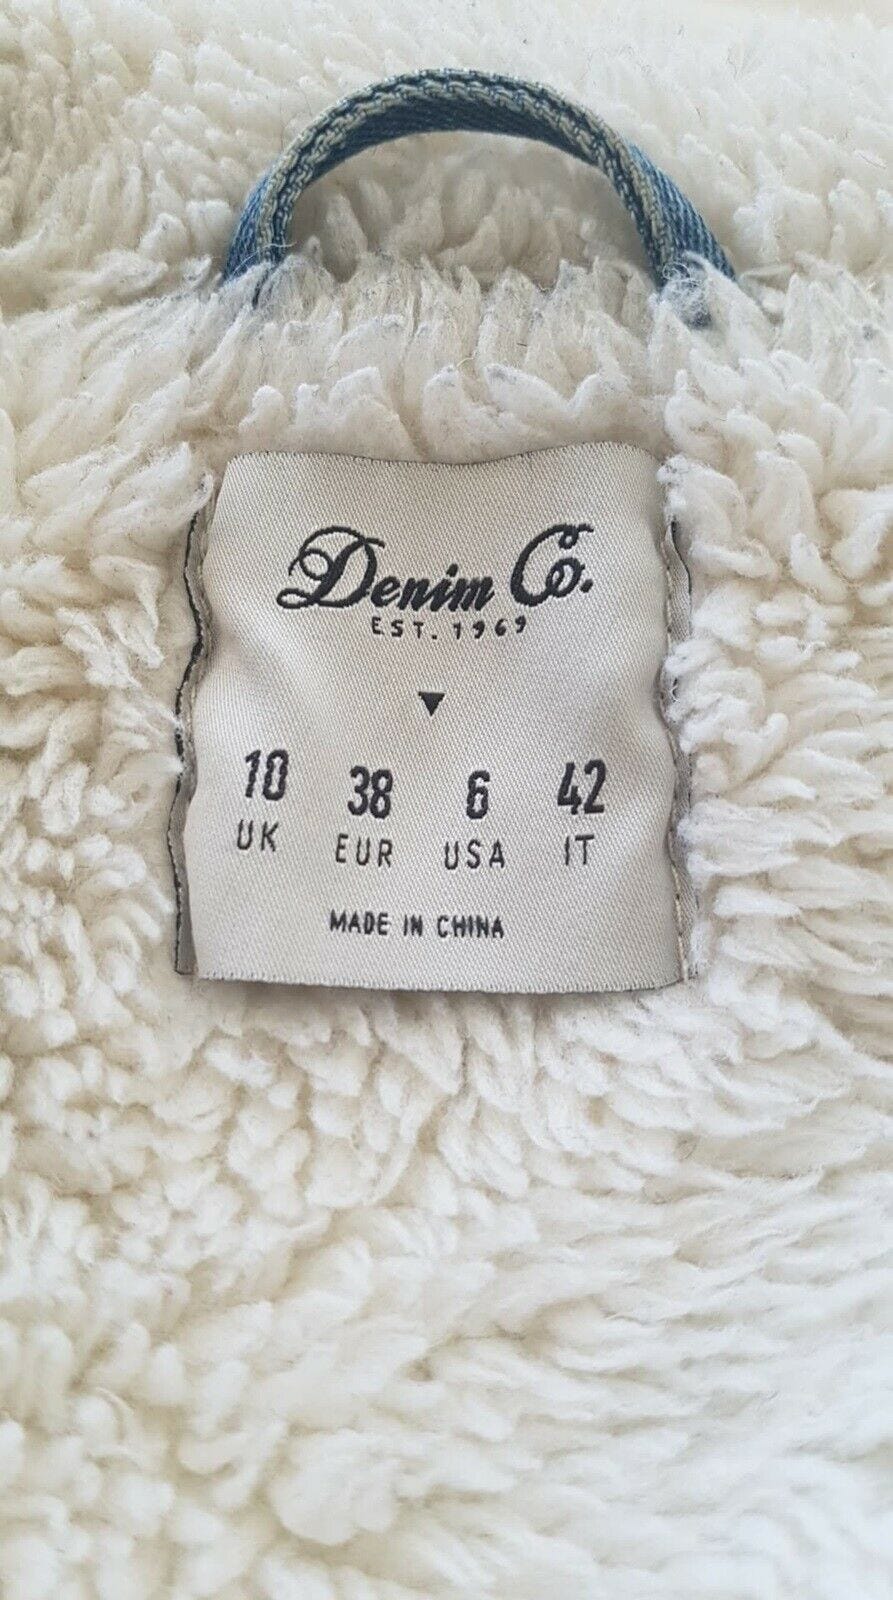 Denim Co.
EST. 1969
10 38 6 42
UK EUR USA IT
MADE IN CHINA